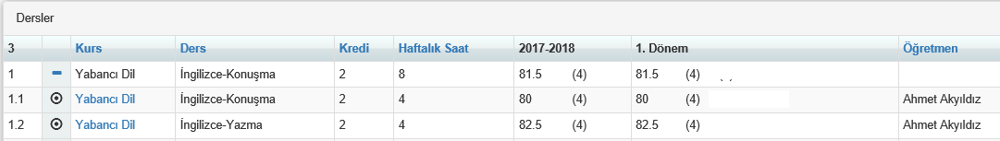 Dersler
3 Kurs Ders Kredi Haftalık Saat 2017-2018 1. Dönem Öğretmen
1 Yabancı Dil İngilizce-Konuşma 2 8 81.5 (4) 81.5 (4)
1.1 Yabancı Dil İngilizce-Konuşma 2 4 80 (4) 80 (4) Ahmet Akyıldız
1.2 Yabancı Dil İngilizce-Yazma 2 4 82.5 (4) 82.5 (4) Ahmet Akyıldız